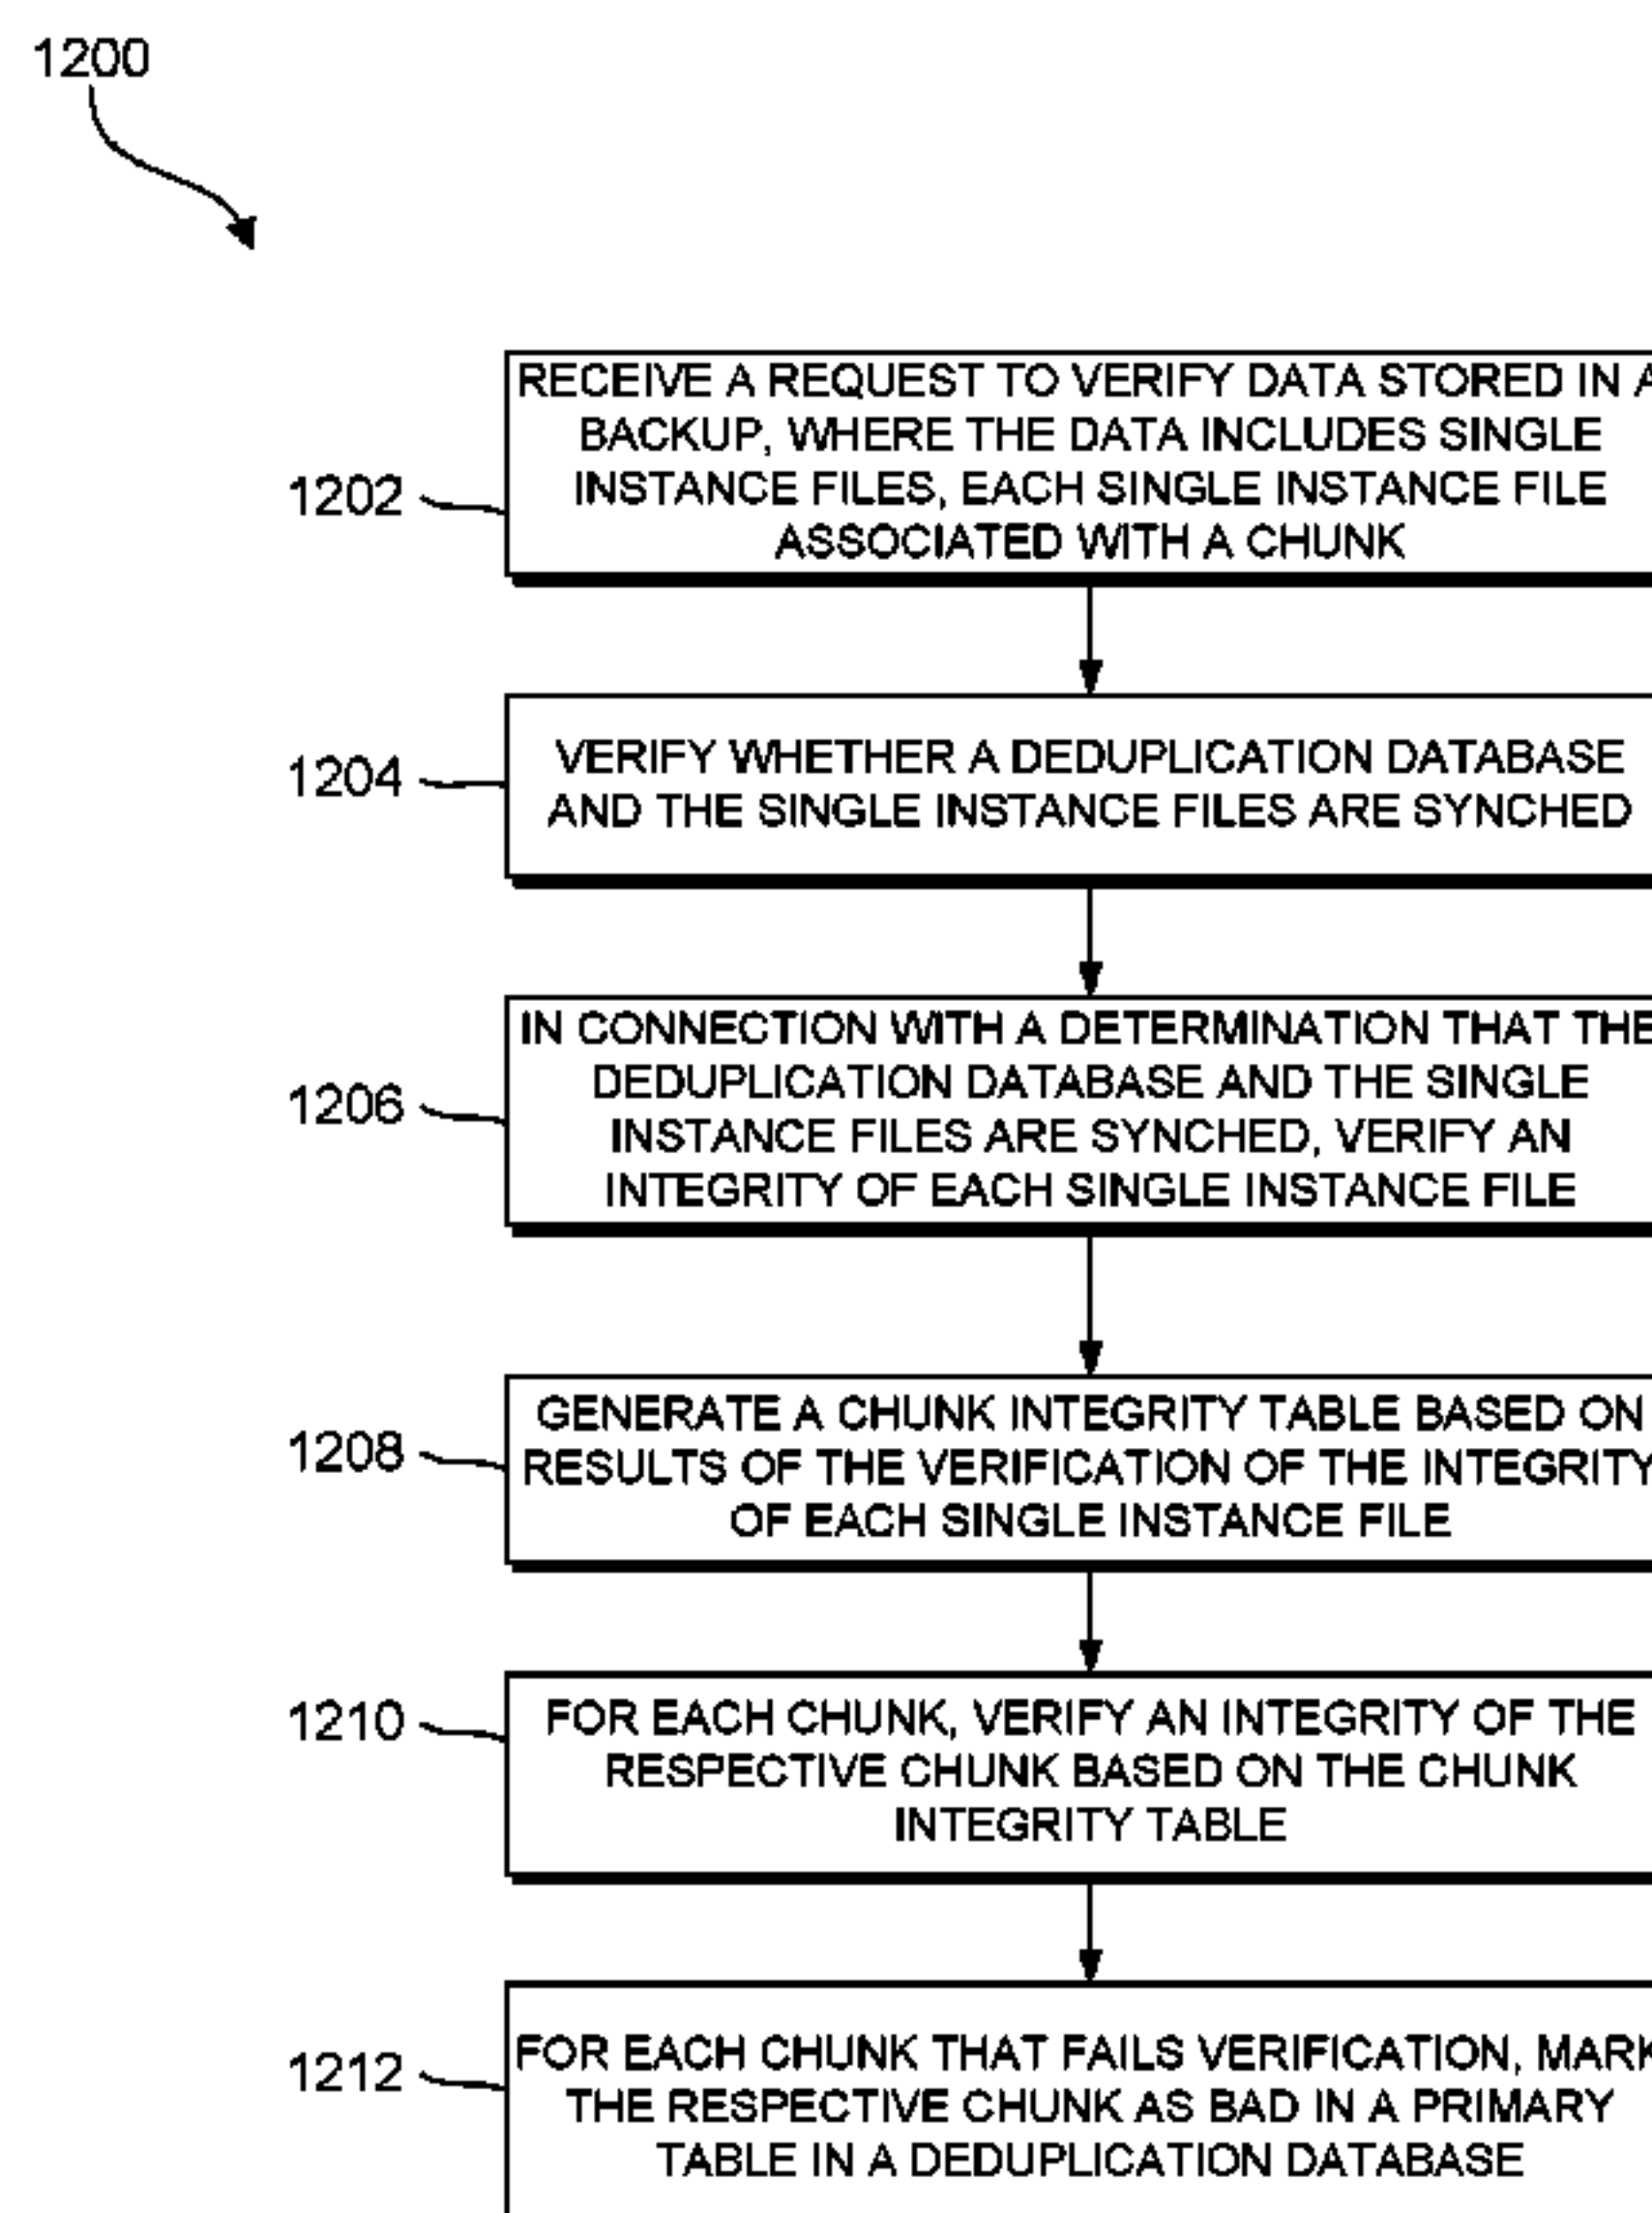 1200
RECEIVE A REQUEST TO VERIFY DATA STORED IN A
BACKUP, WHERE THE DATA INCLUDES SINGLE
INSTANCE FILES, EACH SINGLE INSTANCE FILE
ASSOCIATED WITH A CHUNK
1202
VERIFY WHETHER A DEDUPLICATION DATABASE
AND THE SINGLE INSTANCE FILES ARE SYNCHED
1204
IN CONNECTION WITH A DETERMINATION THAT THE
DEDUPLICATION DATABASE AND THE SINGLE
INSTANCE FILES ARE SYNCHED, VERIFY AN
INTEGRITY OF EACH SINGLE INSTANCE FILE
1206
GENERATE A CHUNK INTEGRITY TABLE BASED ON
RESULTS OF THE VERIFICATION OF THE INTEGRITY
OF EACH SINGLE INSTANCE FILE
1208
FOR EACH CHUNK, VERIFY AN INTEGRITY OF THE
RESPECTIVE CHUNK BASED ON THE CHUNK
INTEGRITY TABLE
1210
FOR EACH CHUNK THAT FAILS VERIFICATION, MARK
THE RESPECTIVE CHUNK AS BAD IN A PRIMARY
TABLE IN A DEDUPLICATION DATABASE
1212